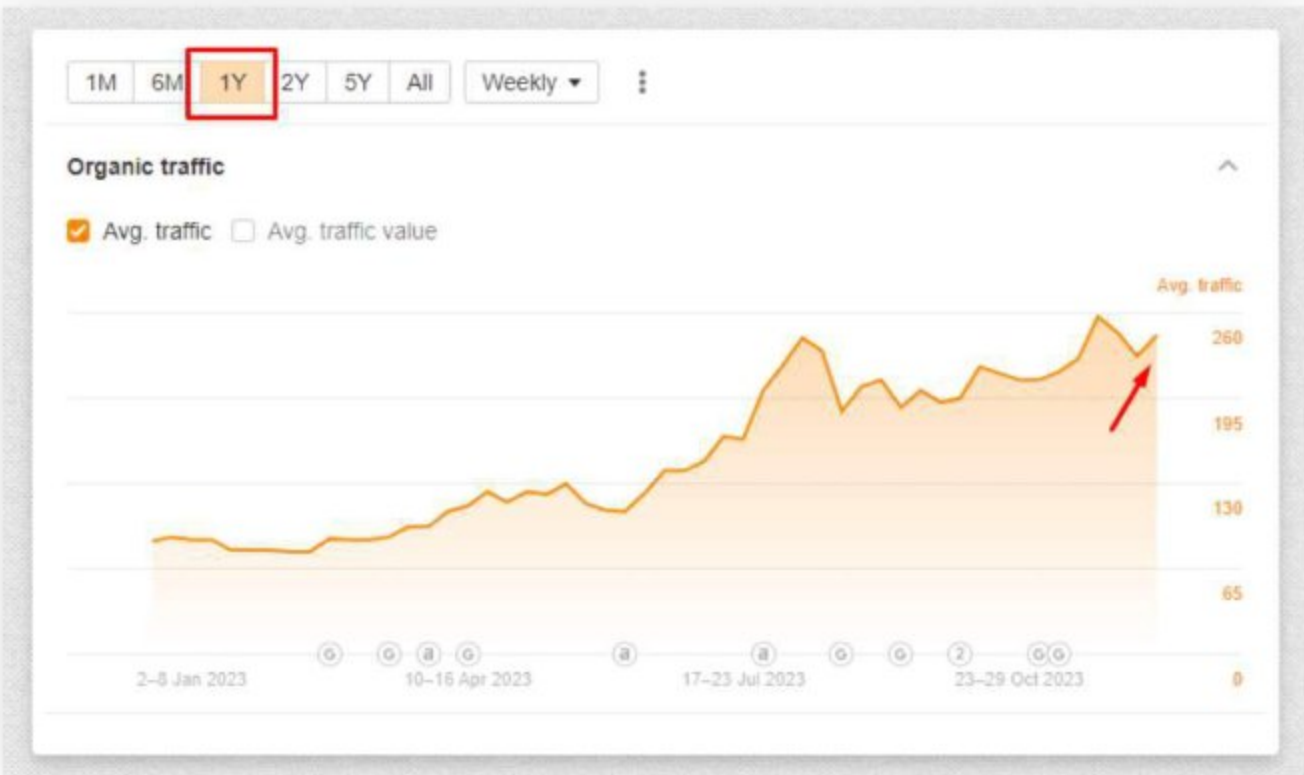 1M 6M 1Y 2Y 5Y All Weekly
Organic traffic
Avg. traffic Avg. traffic value
Avg. traffic
260
195
130
65
G G a G a a G G 2 G G
2–8 Jan 2023 10–16 Apr 2023 17–23 Jul 2023 23–29 Oct 2023 0